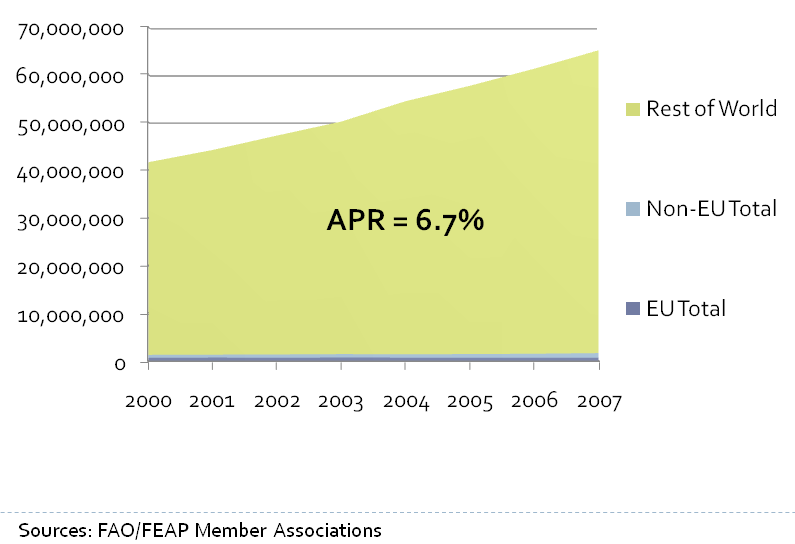 70,000,000
60,000,000
50,000,000
40,000,000
30,000,000
20,000,000
10,000,000
0
2000 2001 2002 2003 2004 2005 2006 2007
APR = 6.7%
Rest of World
Non-EU Total
EU Total
Sources: FAO/FEAP Member Associations